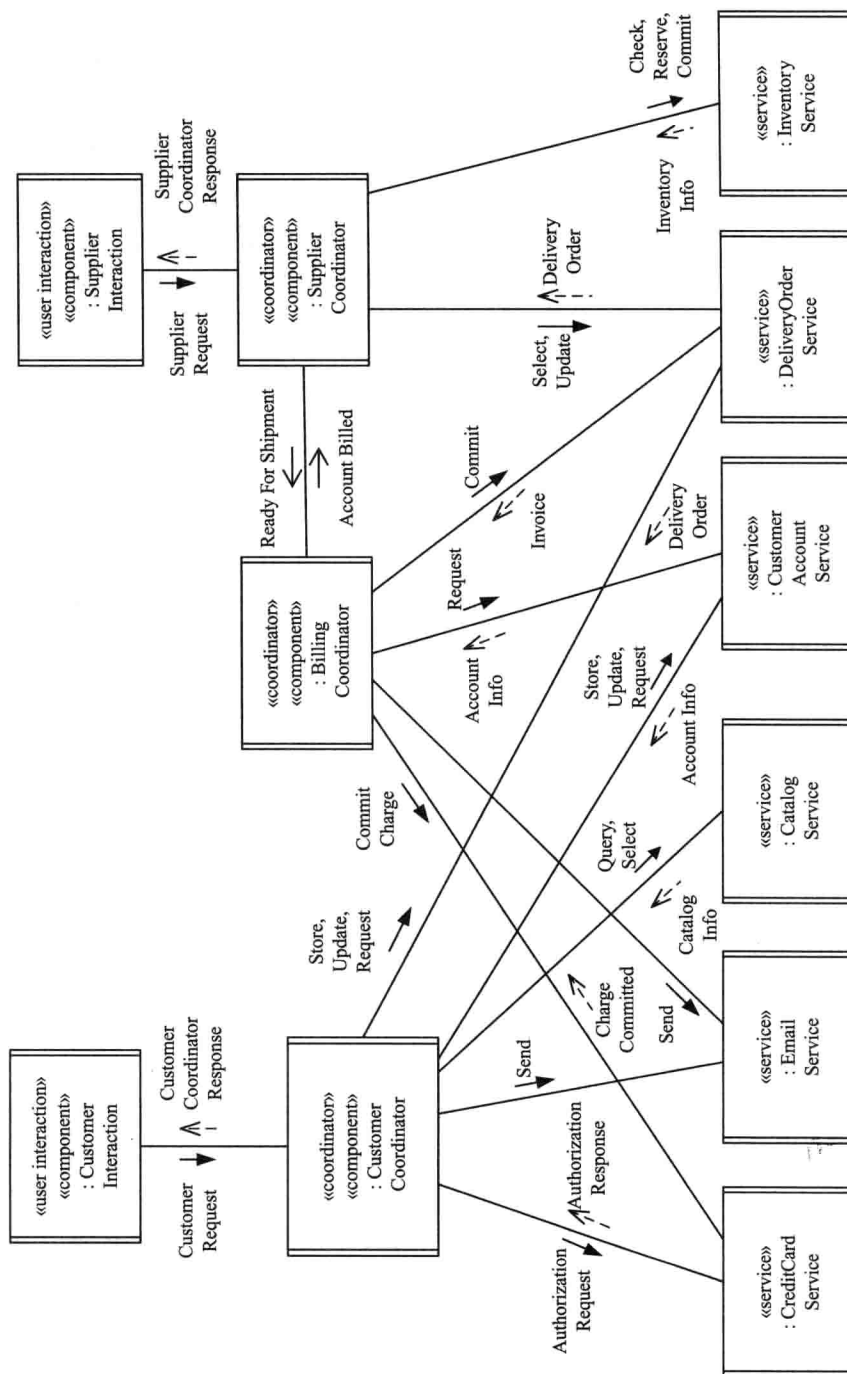 «user interaction»
«component»
: Customer
Interaction
Customer
Request
Customer
Coordinator
Response
«coordinator»
«component»
: Customer
Coordinator
«user interaction»
«component»
: Supplier
Interaction
Supplier
Request
Supplier
Coordinator
Response
«coordinator»
«component»
: Supplier
Coordinator
«coordinator»
«component»
: Billing
Coordinator
Ready For Shipment
Account Billed
Authorization
Request
Authorization
Response
Send
Store,
Update,
Request
Commit
Charge
Charge
Committed
Send
Query,
Select
Catalog
Info
Store,
Update,
Request
Account Info
Account
Info
Request
Commit
Invoice
Delivery
Order
Select,
Update
Delivery
Order
Inventory
Info
Check,
Reserve,
Commit
«service»
: CreditCard
Service
«service»
: Email
Service
«service»
: Catalog
Service
«service»
: Customer
Account
Service
«service»
: DeliveryOrder
Service
«service»
: Inventory
Service